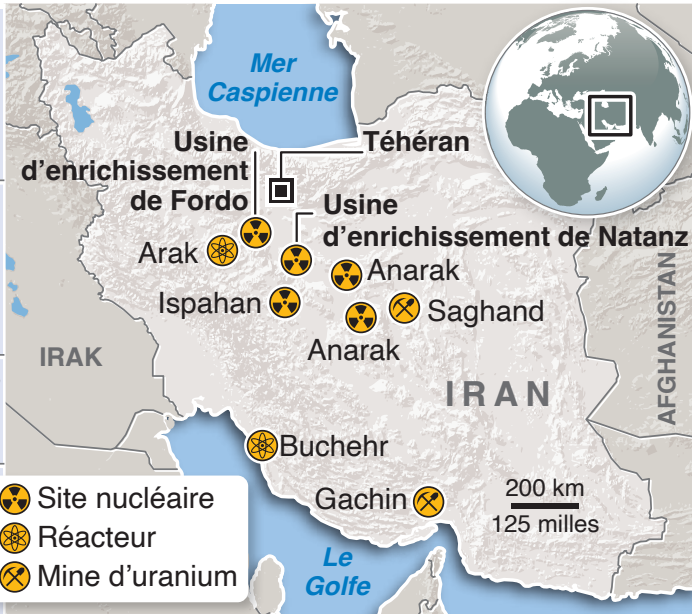 Mer
Caspienne
Usine
d'enrichissement
de Fordo
Téhéran
Usine
d'enrichissement de Natanz
Arak
Anarak
Ispahan
Saghand
Anarak
IRAK
IRAN
AFGHANISTAN
Buchehr
Gachin
200 km
125 milles
Site nucléaire
Réacteur
Mine d'uranium
Le
Golfe